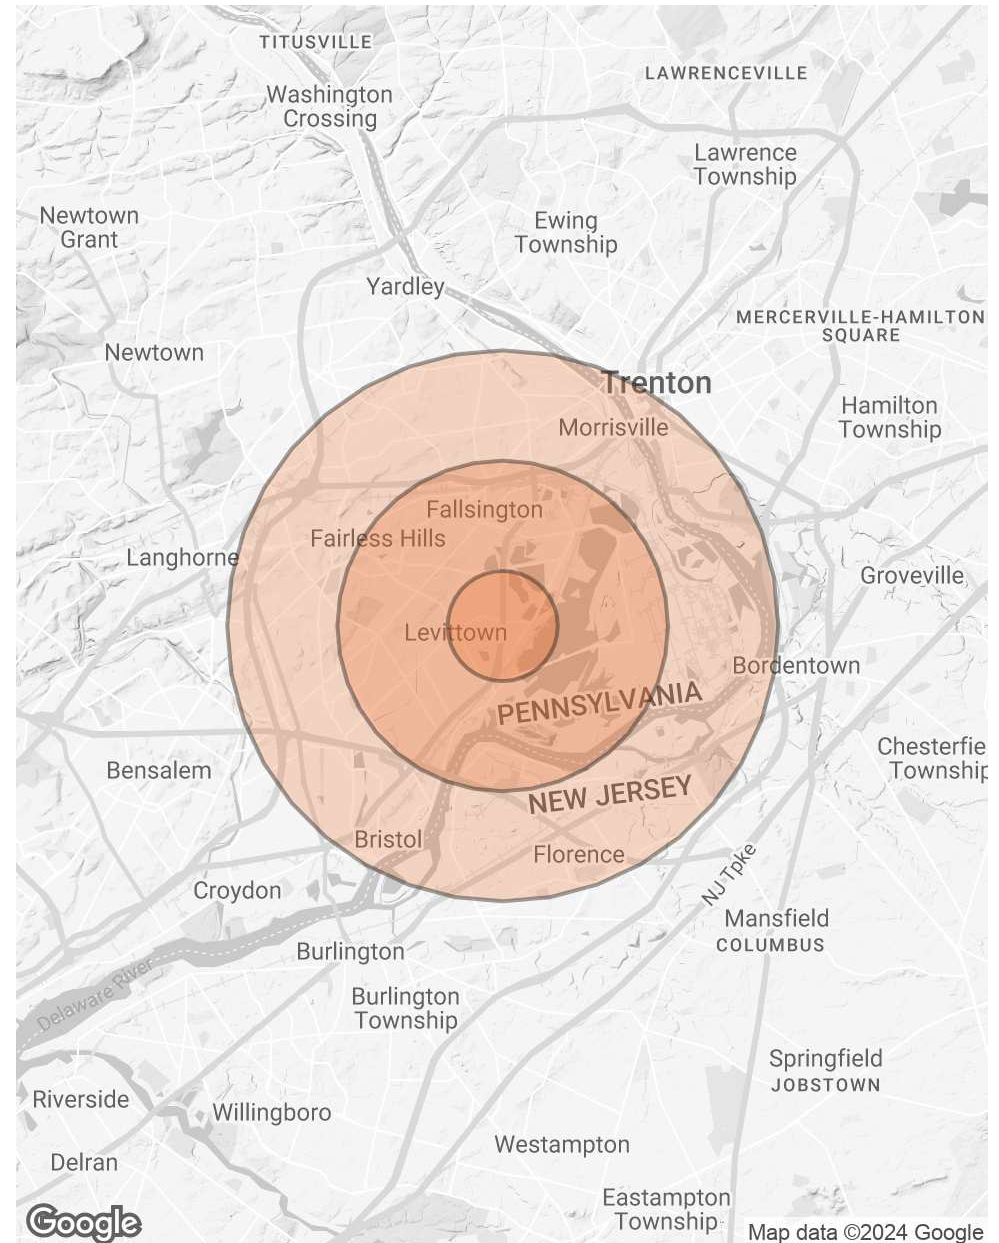 TITUSVILLE
LAWRENCEVILLE
Washington
Crossing
Lawrence
Township
Newtown
Grant
Ewing
Township
Yardley
MERCERVILLE-HAMILTON
SQUARE
Newtown
Trenton
Hamilton
Township
Morrisville
Fallsington
Fairless Hills
Langhorne
Groveville
Levittown
Bordentown
PENNSYLVANIA
Chesterfie
Township
Bensalem
NEW JERSEY
Bristol
Florence
NJ Tpke
Croydon
Mansfield
COLUMBUS
Burlington
Delaware River
Burlington
Township
Springfield
JOBSTOWN
Riverside
Willingboro
Westampton
Delran
Eastampton
Township
Google
Map data ©2024 Google